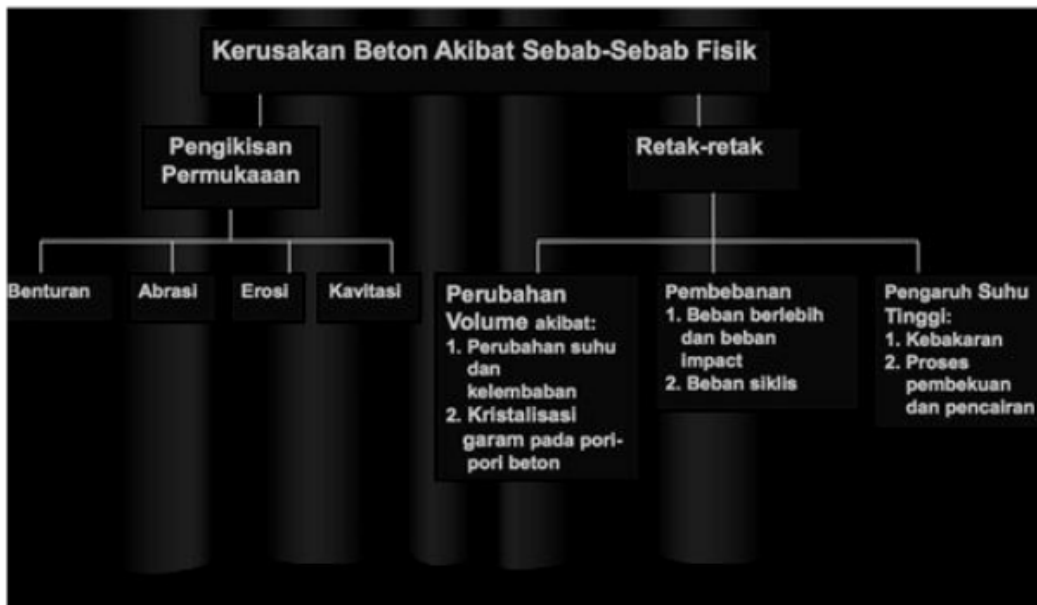 Kerusakan Beton Akibat Sebab-Sebab Fisik
Pengikisan
Permukaaan
Retak-retak
Benturan
Abrasi
Erosi
Kavitasi
Perubahan
Volume akibat:
1. Perubahan suhu
dan
kelembaban
2. Kristalisasi
garam pada pori-
pori beton
Pembebanan
1. Beban berlebih
dan beban
impact
2. Beban siklis
Pengaruh Suhu
Tinggi:
1. Kebakaran
2. Proses
pembekuan
dan pencairan